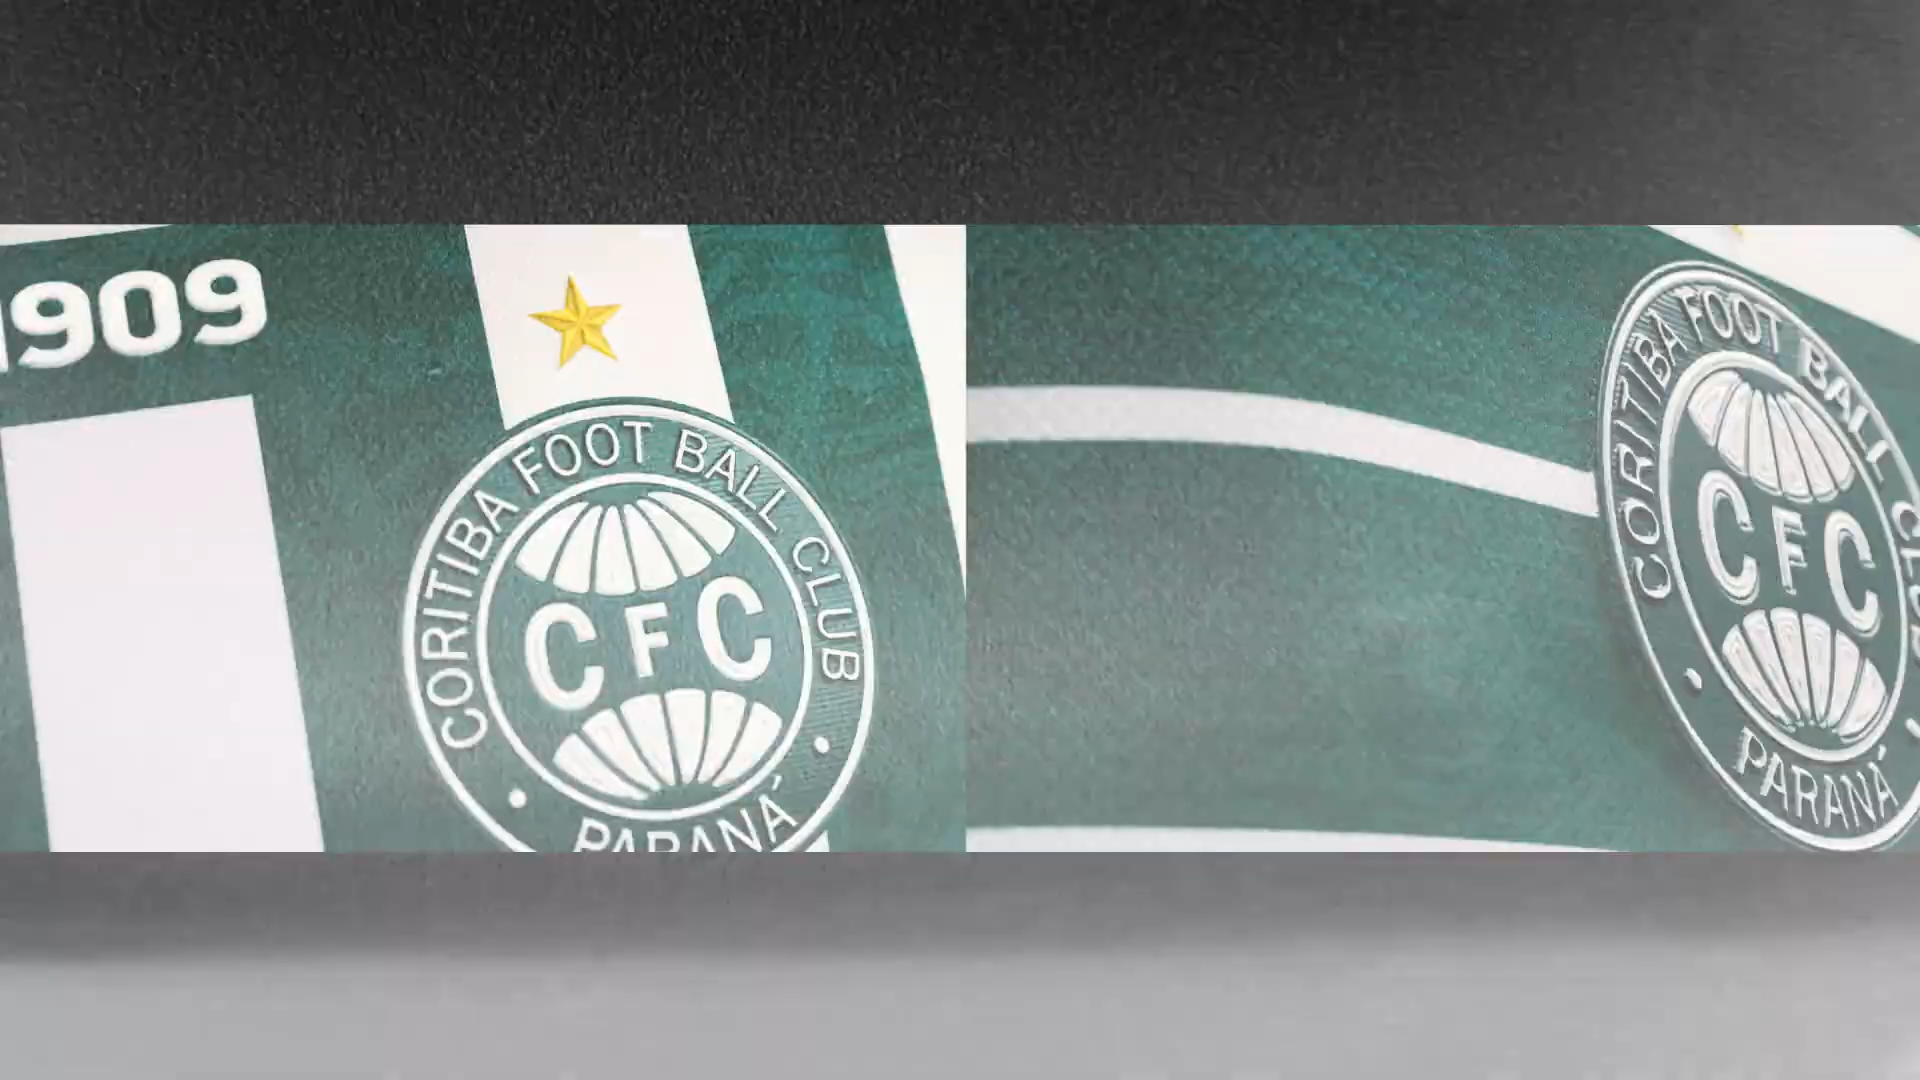 1909
CORITIBA FOOT BALL CLUB
CFC
PARANÁ
CORITIBA FOOT BALL CLUB
CFC
PARANÁ